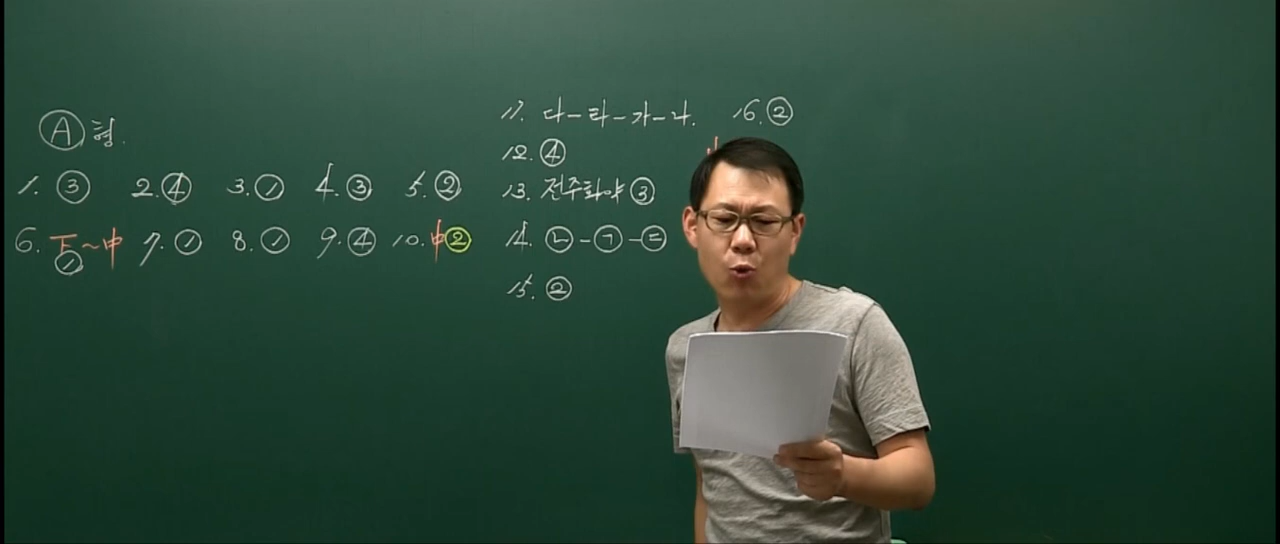 Ⓐ형.
1. ③ 2. ④ 3. ① 4. ③ 5. ②
6. 下~中 ① 7. ① 8. ① 9. ④ 10. 中 ②
11. 다-타-가-나. 16. ②
12. ④
13. 전주화약 ③
14. ㉡-㉠-㉢
15. ②